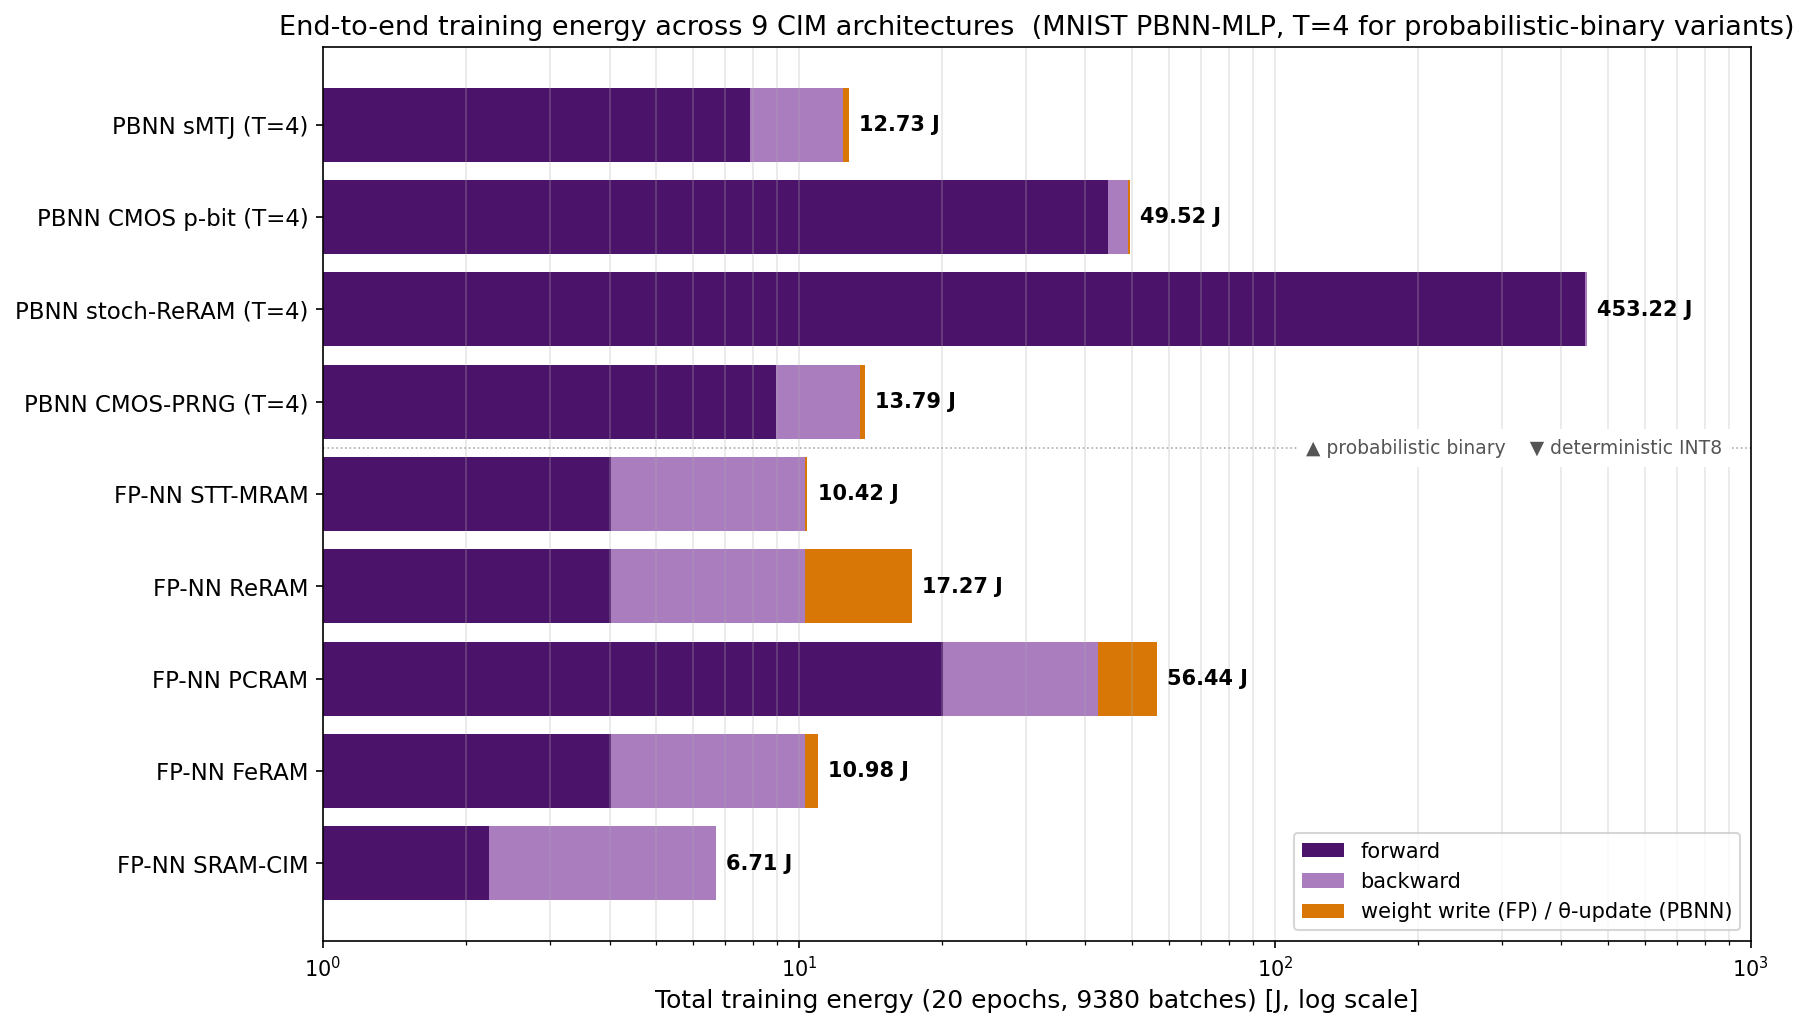 End-to-end training energy across 9 CIM architectures (MNIST PBNN-MLP, T=4 for probabilistic-binary variants)
PBNN sMTJ (T=4)
12.73 J
PBNN CMOS p-bit (T=4)
49.52 J
PBNN stoch-ReRAM (T=4)
453.22 J
PBNN CMOS-PRNG (T=4)
13.79 J
▲ probabilistic binary ▼ deterministic INT8
FP-NN STT-MRAM
10.42 J
FP-NN ReRAM
17.27 J
FP-NN PCRAM
56.44 J
FP-NN FeRAM
10.98 J
FP-NN SRAM-CIM
6.71 J
forward
backward
weight write (FP) / θ-update (PBNN)
10⁰ 10¹ 10² 10³
Total training energy (20 epochs, 9380 batches) [J, log scale]